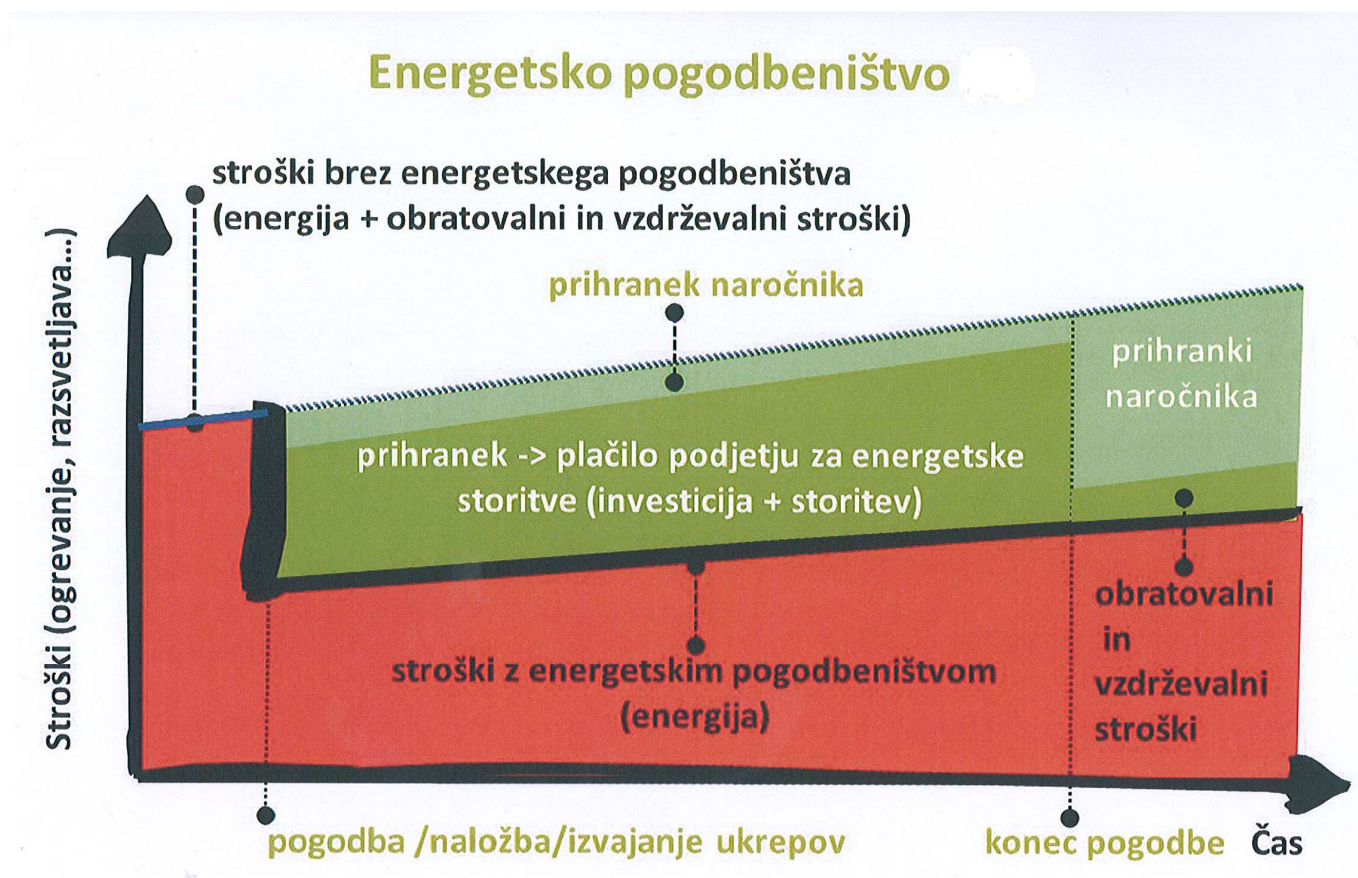 Energetsko pogodbeništvo
stroški brez energetskega pogodbeništva
(energija + obratovalni in vzdrževalni stroški)
Stroški (ogrevanje, razsvetljava...)
prihranek naročnika
prihranki
naročnika
prihranek -> plačilo podjetju za energetske
storitve (investicija + storitev)
stroški z energetskim pogodbeništvom
(energija)
obratovalni
in
vzdrževalni
stroški
pogodba /naložba/izvajanje ukrepov
konec pogodbe
Čas